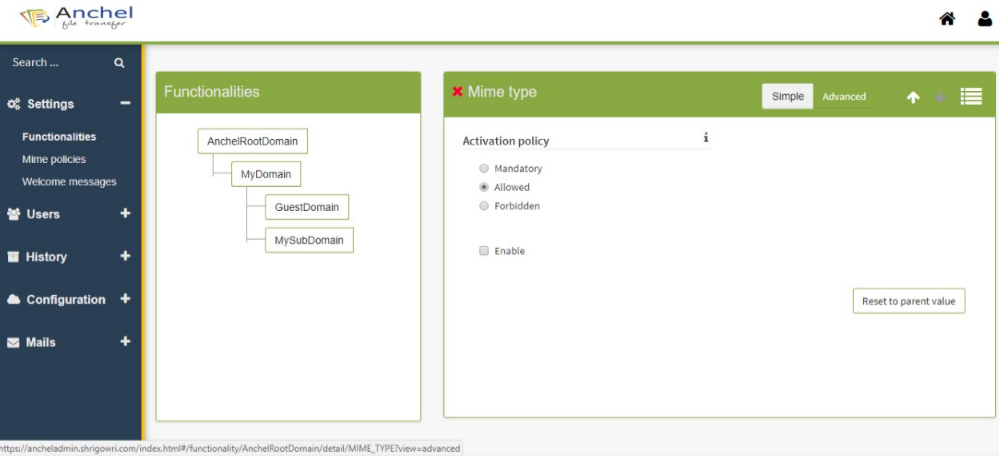 Anchel
file transfer
Search ...
Settings
Functionalities
Mime policies
Welcome messages
Users
History
Configuration
Mails
Functionalities
AnchelRootDomain
MyDomain
GuestDomain
MySubDomain
Mime type
Simple
Advanced
Activation policy
Mandatory
Allowed
Forbidden
Enable
Reset to parent value
https://ancheladmin.shrigowri.com/index.html#/functionality/AnchelRootDomain/detail/MIME_TYPE?view=advanced